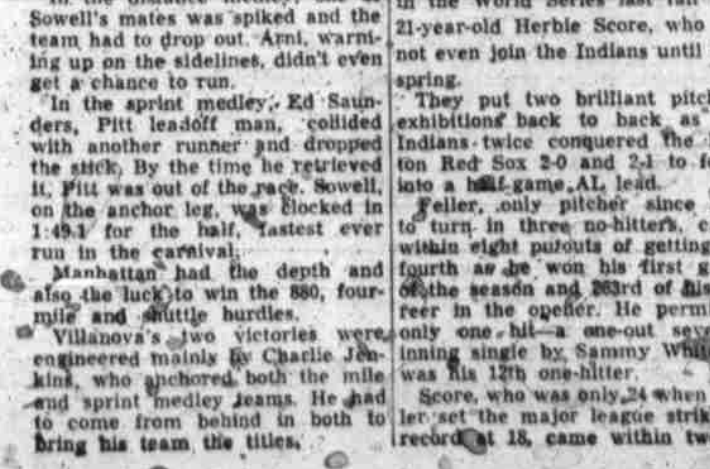 Sowell's mates was spiked and the
team had to drop out. Arni, warm-
ing up on the sidelines, didn't even
get a chance to run.
In the sprint medley, Ed Saun-
ders, Pitt leadoff man, collided
with another runner and dropped
the stick. By the time he retrieved
it, Pitt was out of the race. Sowell,
on the anchor leg, was clocked in
1:49.1 for the half, fastest ever
run in the carnival.
Manhattan had the depth and
also the luck to win the 880, four-
mile and shuttle hurdles.
Villanova's two victories were
engineered mainly by Charlie Jen-
kins, who anchored both the mile
and sprint medley teams. He had
to come from behind in both to
bring his team the titles.
in the World Series last fall
21-year-old Herbie Score, who
not even join the Indians until
spring.
They put two brilliant pitch
exhibitions back to back as
Indians twice conquered the
ton Red Sox 2-0 and 2-1 to
into a half-game AL lead.
Feller, only pitcher since
to turn in three no-hitters,
within eight putouts of getting
fourth as he won his first
of the season and 263rd of his
reer in the opener. He permi
only one hit—a one-out seve
inning single by Sammy White
was his 12th one-hitter.
Score, who was only 24 when
ler set the major league strik
record at 18, came within tw